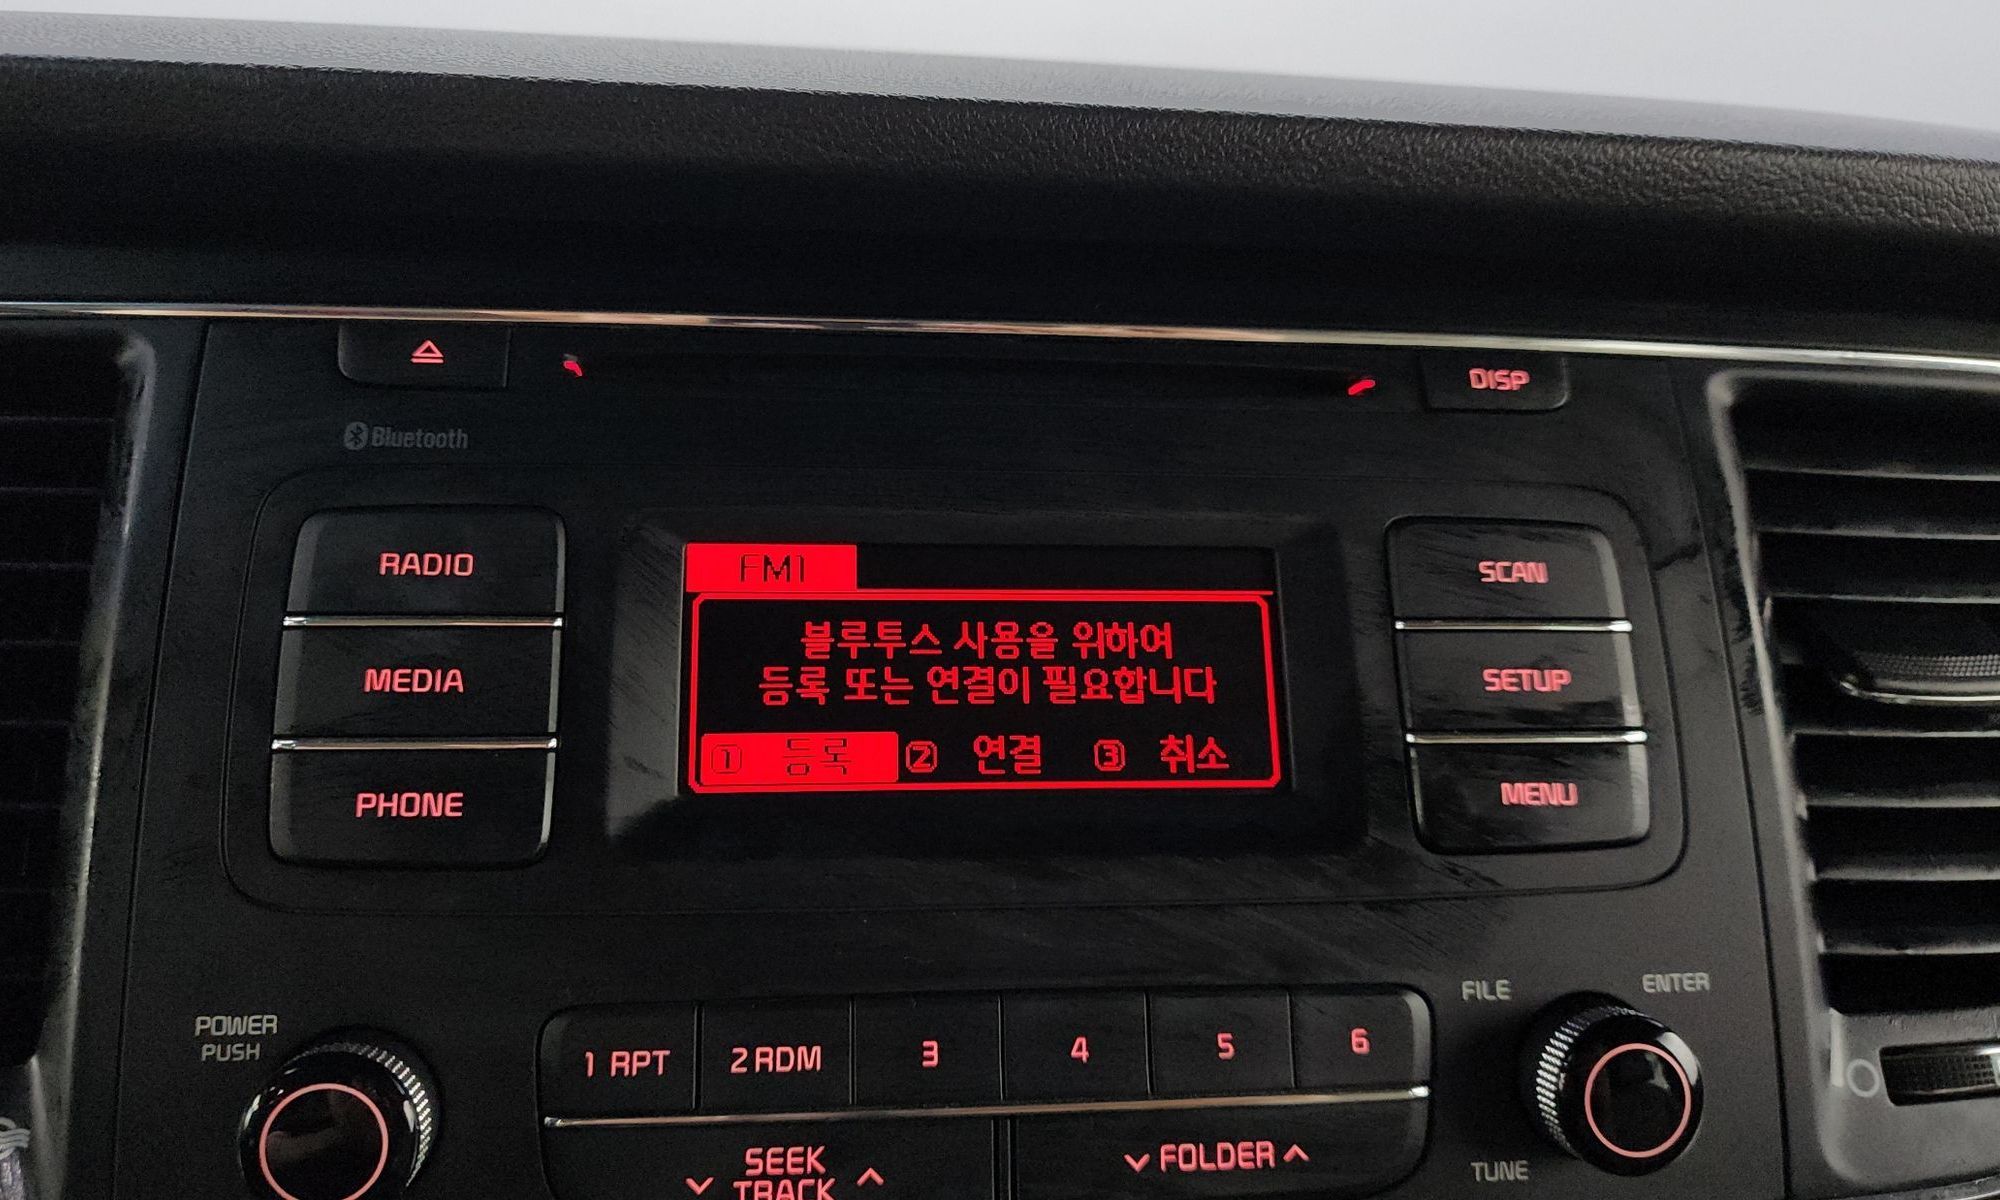 DISP
Bluetooth
RADIO
MEDIA
PHONE
FM1
블루투스 사용을 위하여
등록 또는 연결이 필요합니다
① 등록 ② 연결 ③ 취소
SCAN
SETUP
MENU
POWER
PUSH
1 RPT
2 RDM
3
4
5
6
SEEK
TRACK
FOLDER
FILE
ENTER
TUNE